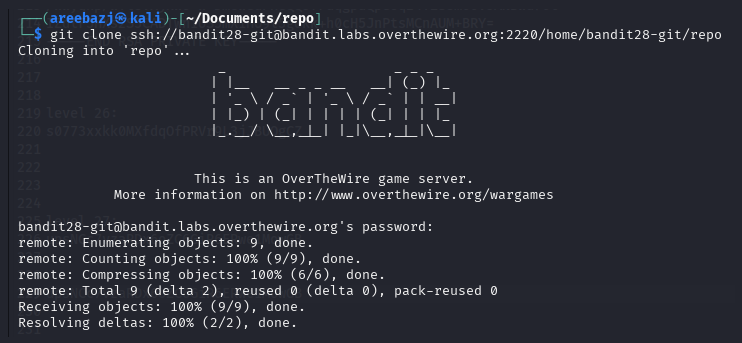 (areebazj㉿kali)-[~/Documents/repo]
$ git clone ssh://bandit28-git@bandit.labs.overthewire.org:2220/home/bandit28-git/repo
Cloning into 'repo'...
bandit
This is an OverTheWire game server.
More information on http://www.overthewire.org/wargames
bandit28-git@bandit.labs.overthewire.org's password:
remote: Enumerating objects: 9, done.
remote: Counting objects: 100% (9/9), done.
remote: Compressing objects: 100% (6/6), done.
remote: Total 9 (delta 2), reused 0 (delta 0), pack-reused 0
Receiving objects: 100% (9/9), done.
Resolving deltas: 100% (2/2), done.